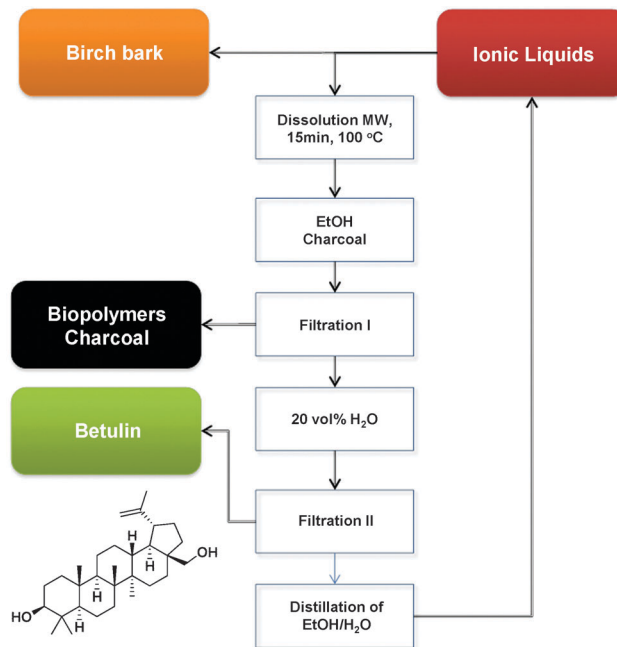 Birch bark
Ionic Liquids
Dissolution MW,
15min, 100 °C
EtOH
Charcoal
Biopolymers
Charcoal
Filtration I
20 vol% H₂O
Betulin
Filtration II
H
OH
H
H
HO
H
Distillation of
EtOH/H₂O